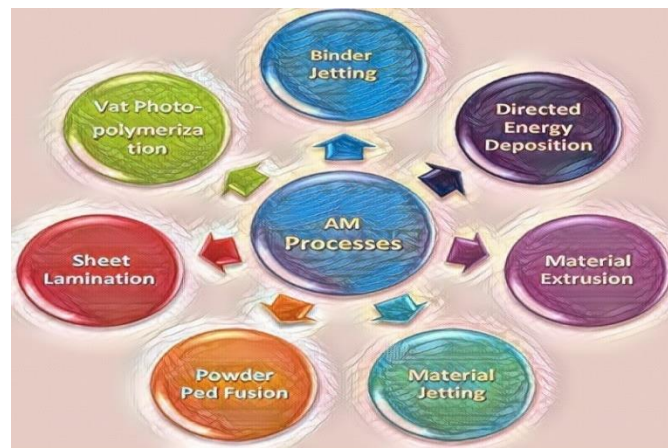 Binder
Jetting
Directed
Energy
Deposition
Material
Extrusion
Material
Jetting
Powder
Ped Fusion
Sheet
Lamination
Vat Photo-
polymeriza
tion
AM
Processes